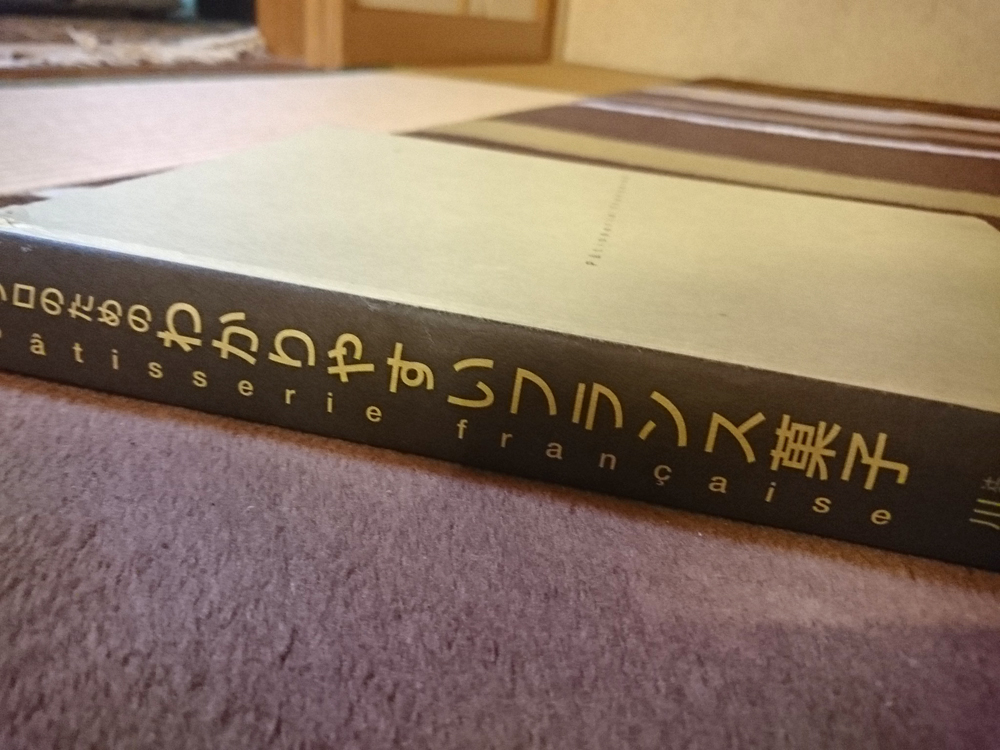 ロのためのわかりやすいフランス菓子
âtisserie française
川